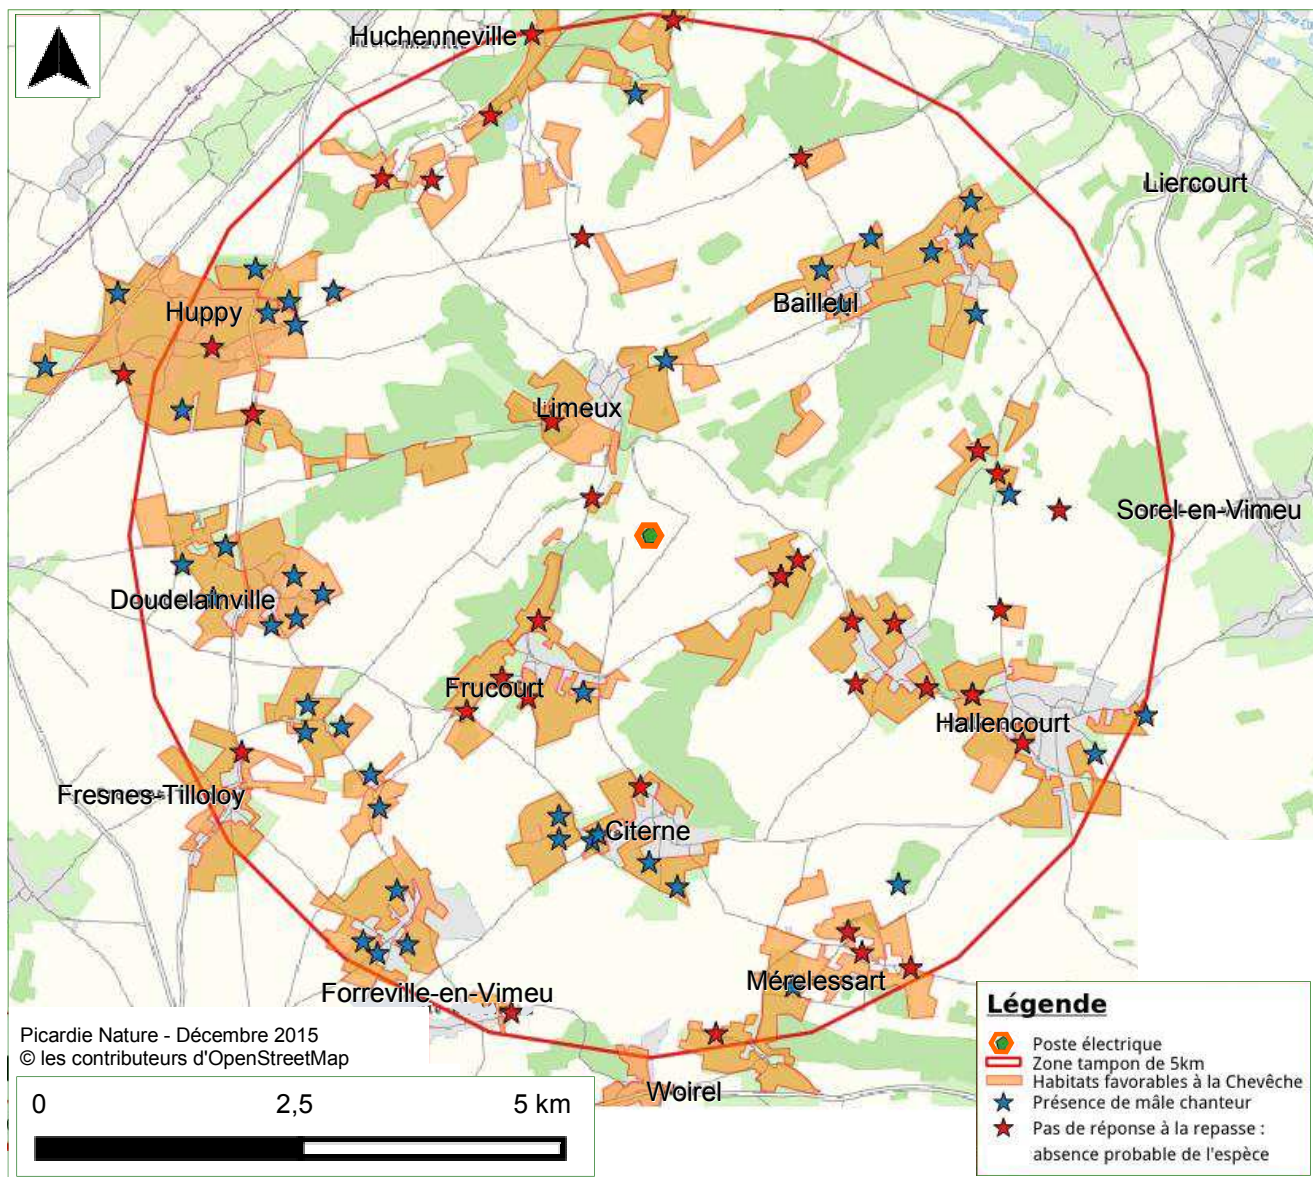 Huchenneville
Liercourt
Huppy
Bailleul
Limeux
Sorel-en-Vimeu
Doudelainville
Frucourt
Hallencourt
Fresnes-Tilloloy
Citerne
Mérelessart
Forreville-en-Vimeu
Woirel
Picardie Nature - Décembre 2015
© les contributeurs d'OpenStreetMap
0 2,5 5 km
Légende
Poste électrique
Zone tampon de 5km
Habitats favorables à la Chevêche
Présence de mâle chanteur
Pas de réponse à la repasse :
absence probable de l'espèce